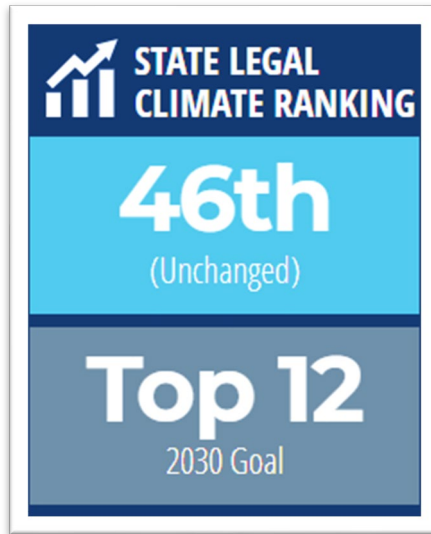 STATE LEGAL
CLIMATE RANKING
46th
(Unchanged)
Top 12
2030 Goal